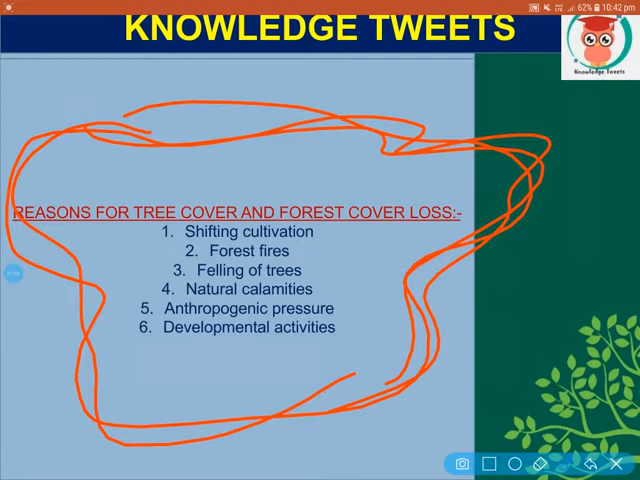 62% 10:42 pm
KNOWLEDGE TWEETS
Knowledge Tweets
REASONS FOR TREE COVER AND FOREST COVER LOSS:-
1. Shifting cultivation
2. Forest fires
3. Felling of trees
4. Natural calamities
5. Anthropogenic pressure
6. Developmental activities